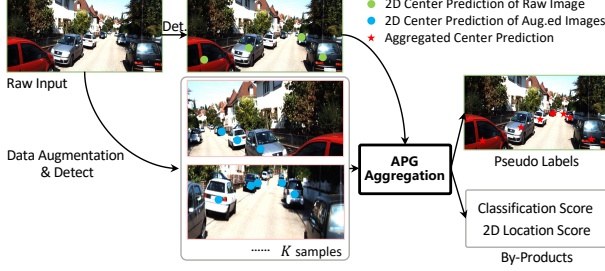 2D Center Prediction of Raw Image
2D Center Prediction of Aug.ed Images
Aggregated Center Prediction
Det.
Raw Input
Data Augmentation
& Detect
APG
Aggregation
Pseudo Labels
Classification Score
2D Location Score
...... K samples
By-Products